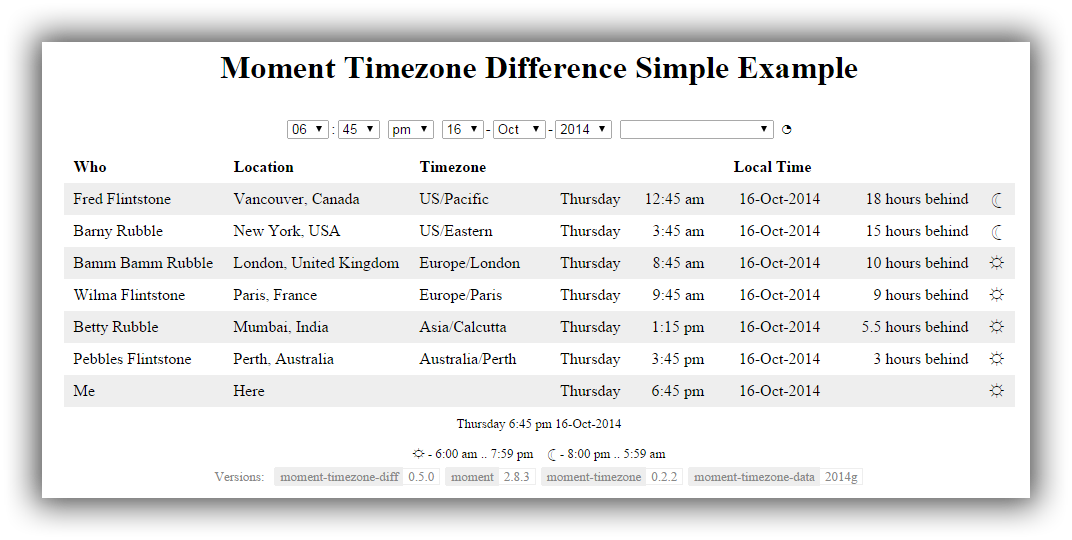 Moment Timezone Difference Simple Example
06 : 45 pm 16 - Oct - 2014
Who Location Timezone Local Time
Fred Flintstone Vancouver, Canada US/Pacific Thursday 12:45 am 16-Oct-2014 18 hours behind
Barny Rubble New York, USA US/Eastern Thursday 3:45 am 16-Oct-2014 15 hours behind
Bamm Bamm Rubble London, United Kingdom Europe/London Thursday 8:45 am 16-Oct-2014 10 hours behind
Wilma Flintstone Paris, France Europe/Paris Thursday 9:45 am 16-Oct-2014 9 hours behind
Betty Rubble Mumbai, India Asia/Calcutta Thursday 1:15 pm 16-Oct-2014 5.5 hours behind
Pebbles Flintstone Perth, Australia Australia/Perth Thursday 3:45 pm 16-Oct-2014 3 hours behind
Me Here Thursday 6:45 pm 16-Oct-2014
Thursday 6:45 pm 16-Oct-2014
☼ - 6:00 am .. 7:59 pm ☾ - 8:00 pm .. 5:59 am
Versions: moment-timezone-diff 0.5.0 moment 2.8.3 moment-timezone 0.2.2 moment-timezone-data 2014g